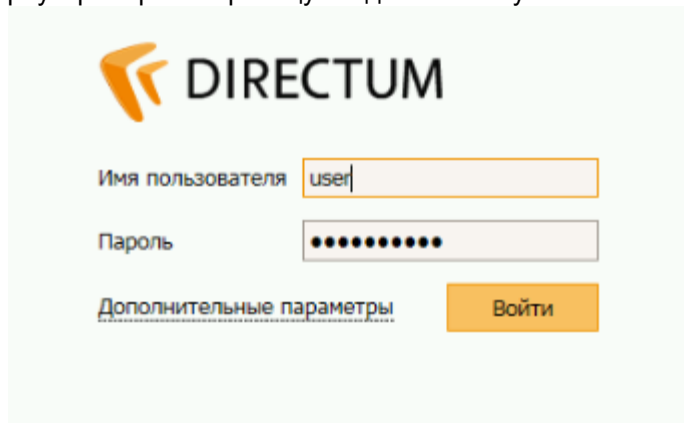 DIRECTUM
Имя пользователя user
Пароль ●●●●●●●●●●
Дополнительные параметры Войти